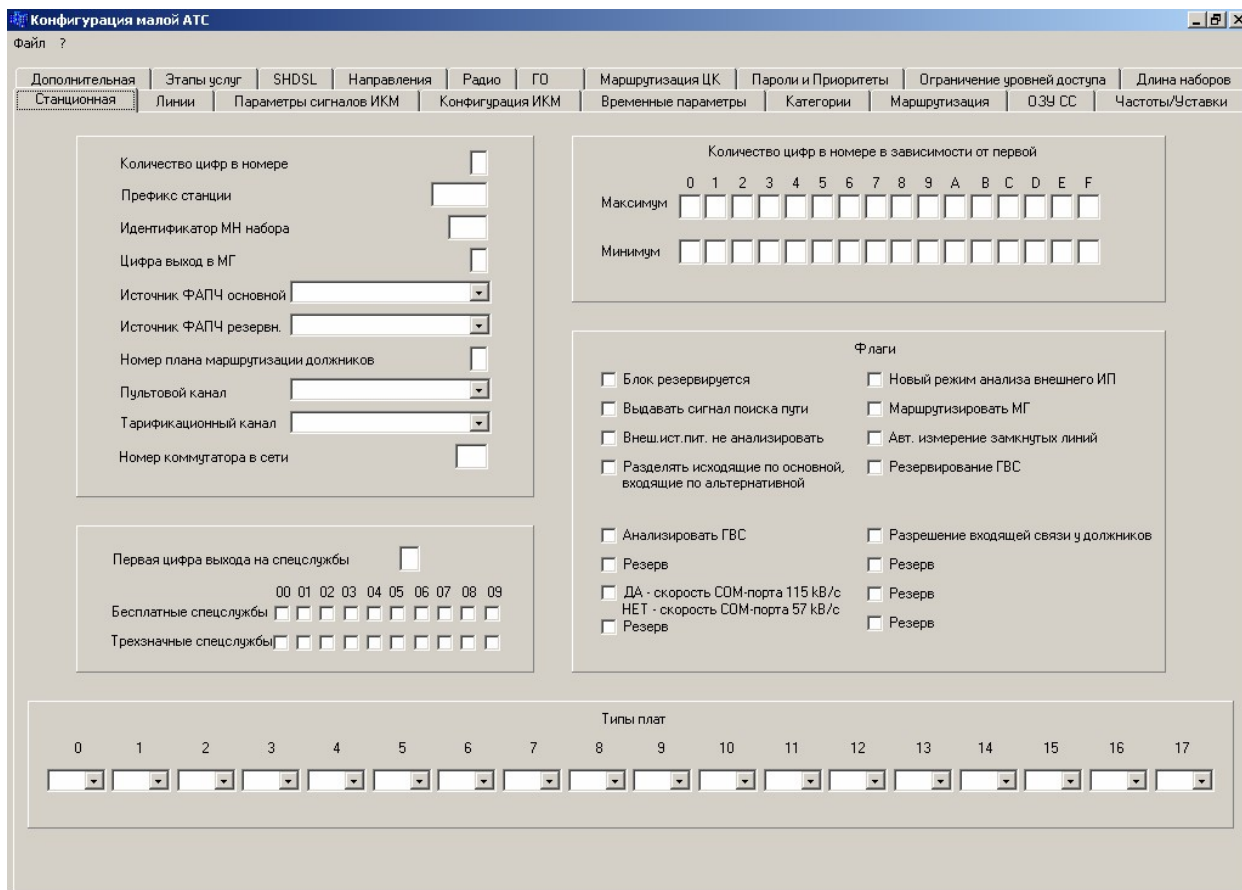 Конфигурация малой АТС
Файл ?
Дополнительная Этапы услуг SHDSL Направления Радио ГО Маршрутизация ЦК Пароли и Приоритеты Ограничение уровней доступа Длина наборов
Станционная Линии Параметры сигналов ИКМ Конфигурация ИКМ Временные параметры Категории Маршрутизация ОЗУ СС Частоты/Уставки
Количество цифр в номере
Префикс станции
Идентификатор МН набора
Цифра выход в МГ
Источник ФАПЧ основной
Источник ФАПЧ резервн.
Номер плана маршрутизации должников
Пультовой канал
Тарификационный канал
Номер коммутатора в сети
Количество цифр в номере в зависимости от первой
0 1 2 3 4 5 6 7 8 9 A B C D E F
Максимум
Минимум
Флаги
Блок резервируется
Выдавать сигнал поиска пути
Внеш.ист.пит. не анализировать
Разделять исходящие по основной,
входящие по альтернативной
Анализировать ГВС
Резерв
ДА - скорость COM-порта 115 kB/c
НЕТ - скорость COM-порта 57 kB/c
Резерв
Новый режим анализа внешнего ИП
Маршрутизировать МГ
Авт. измерение замкнутых линий
Резервирование ГВС
Разрешение входящей связи у должников
Резерв
Резерв
Резерв
Первая цифра выхода на спецслужбы
00 01 02 03 04 05 06 07 08 09
Бесплатные спецслужбы
Трехзначные спецслужбы
Типы плат
0 1 2 3 4 5 6 7 8 9 10 11 12 13 14 15 16 17